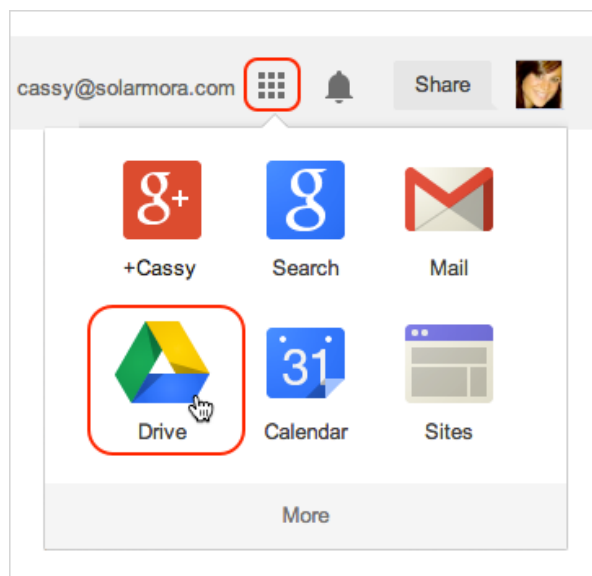 cassy@solarmora.com Share
g+ g
+Cassy Search Mail
31
Drive Calendar Sites
More